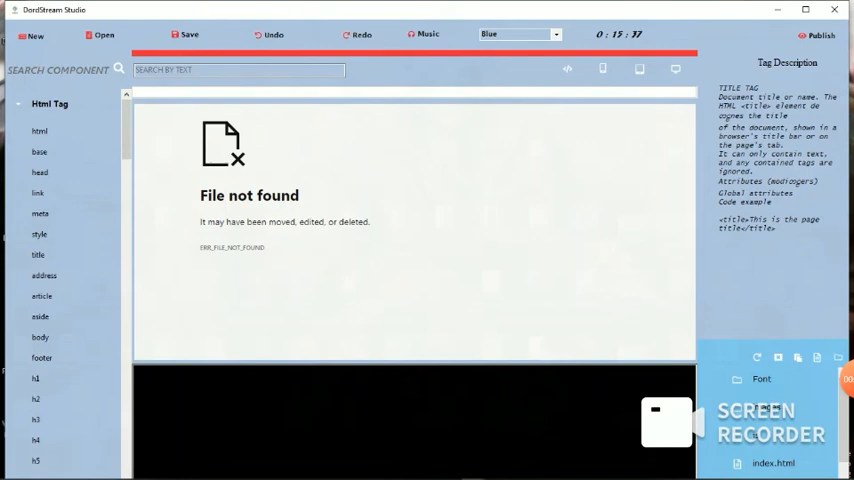 DordStream Studio
New
Open
Save
Undo
Redo
Music
Blue
0 : 15 : 37
Publish
SEARCH COMPONENT
SEARCH BY TEXT
Tag Description
Html Tag
html
base
head
link
meta
style
title
address
article
aside
body
footer
h1
h2
h3
h4
h5
File not found
It may have been moved, edited, or deleted.
ERR_FILE_NOT_FOUND
TITLE TAG
Document title or name. The
HTML <title> element de
ognes the title
of the document, shown in a
browser's title bar or on
the page's tab.
It can only contain text,
and any contained tags are
ignored.
Attributes (modiogers)
Global attributes
Code example
<title>This is the page
title</title>
Font
index.html
00:
SCREEN
RECORDER